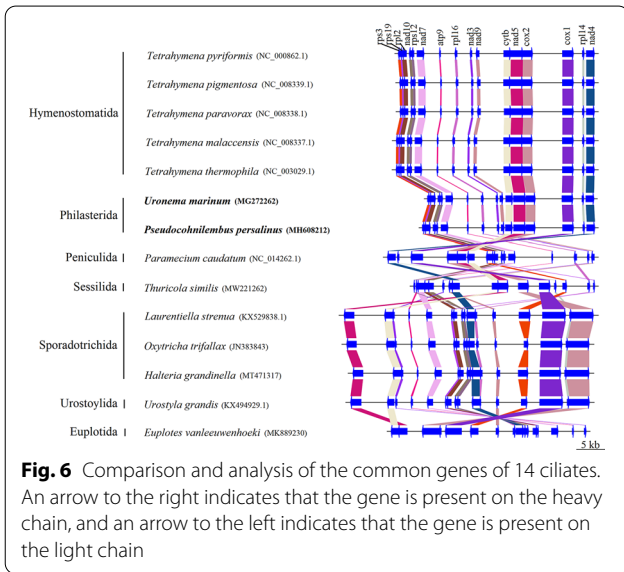 rps3 rps19 rpl2 nad10 rps12 nad7 atp9 rpl16 nad3 nad9 cytb nad5 cox2 cox1 rpl14 nad4
Hymenostomatida
Tetrahymena pyriformis (NC_000862.1)
Tetrahymena pigmentosa (NC_008339.1)
Tetrahymena paravorax (NC_008338.1)
Tetrahymena malaccensis (NC_008337.1)
Tetrahymena thermophila (NC_003029.1)
Philasterida
Uronema marinum (MG272262)
Pseudocohnilembus persalinus (MH608212)
Peniculida Paramecium caudatum (NC_014262.1)
Sessilida Thuricola similis (MW221262)
Sporadotrichida
Laurentiella strenua (KX529838.1)
Oxytricha trifallax (JN383843)
Halteria grandinella (MT471317)
Urostoylida Urostyla grandis (KX494929.1)
Euplotida Euplotes vanleeuwenhoeki (MK889230)
5 kb
Fig. 6 Comparison and analysis of the common genes of 14 ciliates.
An arrow to the right indicates that the gene is present on the heavy
chain, and an arrow to the left indicates that the gene is present on
the light chain